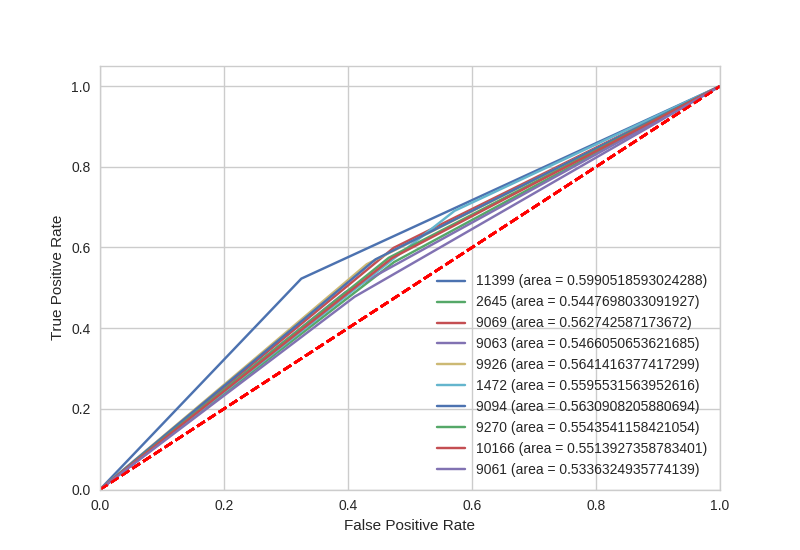 1.0
0.8
0.6
0.4
0.2
0.0
True Positive Rate
11399 (area = 0.5990518593024288)
2645 (area = 0.5447698033091927)
9069 (area = 0.562742587173672)
9063 (area = 0.5466050653621685)
9926 (area = 0.5641416377417299)
1472 (area = 0.5595531563952616)
9094 (area = 0.5630908205880694)
9270 (area = 0.5543541158421054)
10166 (area = 0.5513927358783401)
9061 (area = 0.5336324935774139)
0.0 0.2 0.4 0.6 0.8 1.0
False Positive Rate